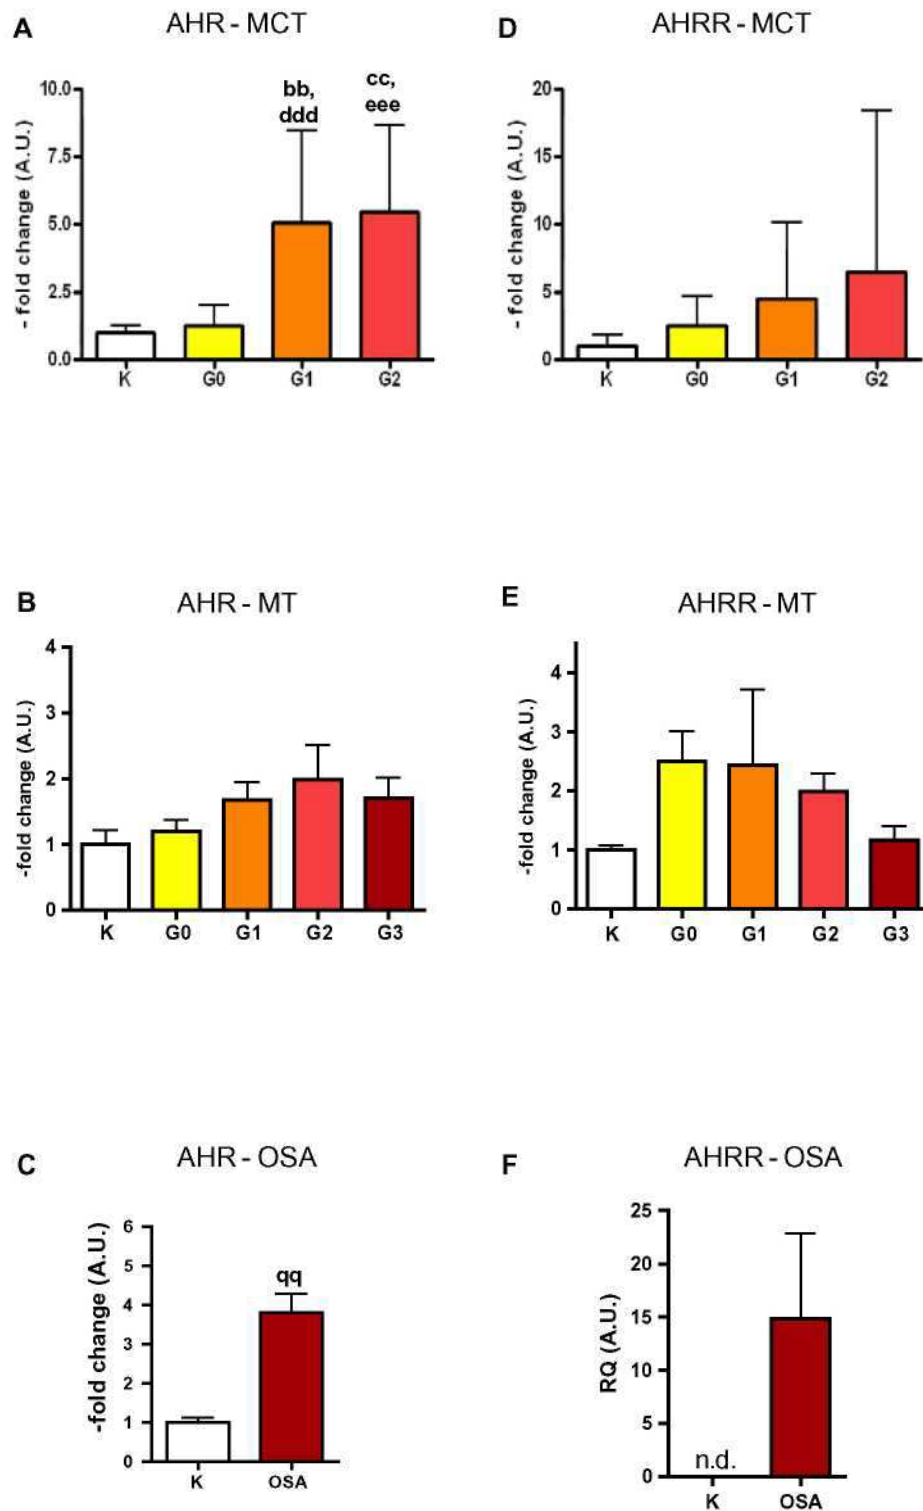 A
AHR - MCT
- fold change (A.U.)
10.0
7.5
5.0
2.5
0.0
bb,
ddd
cc,
eee
K G0 G1 G2
D
AHRR - MCT
- fold change (A.U.)
20
15
10
5
0
K G0 G1 G2
B
AHR - MT
-fold change (A.U.)
4
3
2
1
0
K G0 G1 G2 G3
E
AHRR - MT
-fold change (A.U.)
4
3
2
1
0
K G0 G1 G2 G3
C
AHR - OSA
-fold change (A.U.)
6
5
4
3
2
1
0
qq
K OSA
F
AHRR - OSA
RQ (A.U.)
25
20
15
10
5
0
n.d.
K OSA